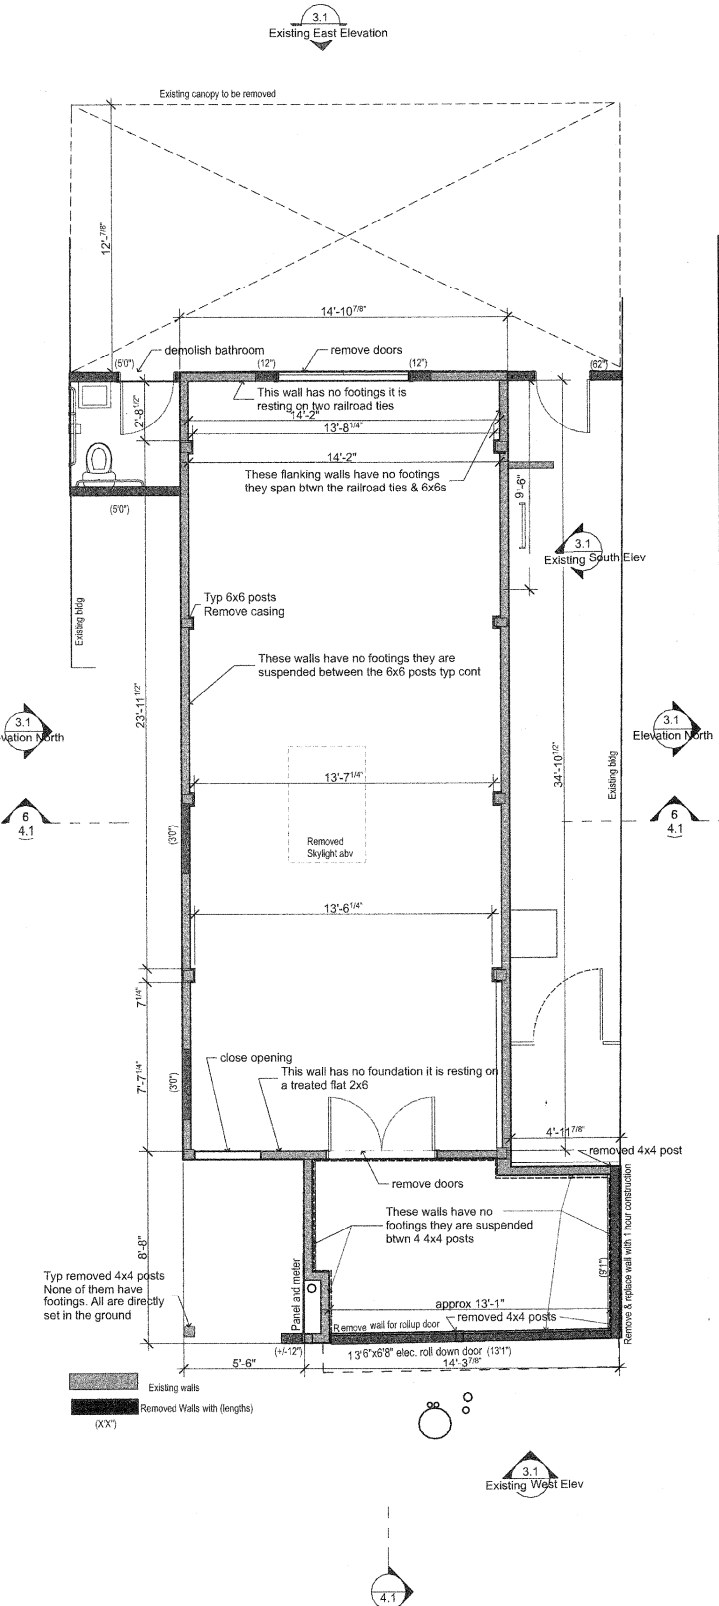 3.1
Existing East Elevation
Existing canopy to be removed
12'-7/8"
14'-10 7/8"
(5'0")
demolish bathroom
(12")
remove doors
(12")
(62")
This wall has no footings it is
resting on two railroad ties
2'-8 1/2"
14'-2"
13'-8 1/4"
14'-2"
These flanking walls have no footings
they span btwn the railroad ties & 6x6s
9'-6"
(5'0")
3.1
Existing South Elev
Typ 6x6 posts
Remove casing
Existing bldg
These walls have no footings they are
suspended between the 6x6 posts typ cont
23'-11 1/2"
3.1
vation North
3.1
Elevation North
34'-10 1/2"
Existing bldg
13'-7 1/4"
6
4.1
6
4.1
(3'0")
Removed
Skylight abv
13'-6 1/4"
7 1/4"
close opening
This wall has no foundation it is resting on
a treated flat 2x6
7'-7 1/4"
(3'0")
4'-11 7/8"
removed 4x4 post
remove doors
These walls have no
footings they are suspended
btwn 4 4x4 posts
8'-8"
Typ removed 4x4 posts
None of them have
footings. All are directly
set in the ground
Panel and meter
(9'1")
Remove & replace wall with 1 hour construction
approx 13'-1"
removed 4x4 posts
Remove wall for rollup door
(+/-12")
13'6"x6'8" elec. roll down door (13'1")
5'-6"
14'-3 7/8"
Existing walls
Removed Walls with (lengths)
(X'X")
3.1
Existing West Elev
4.1